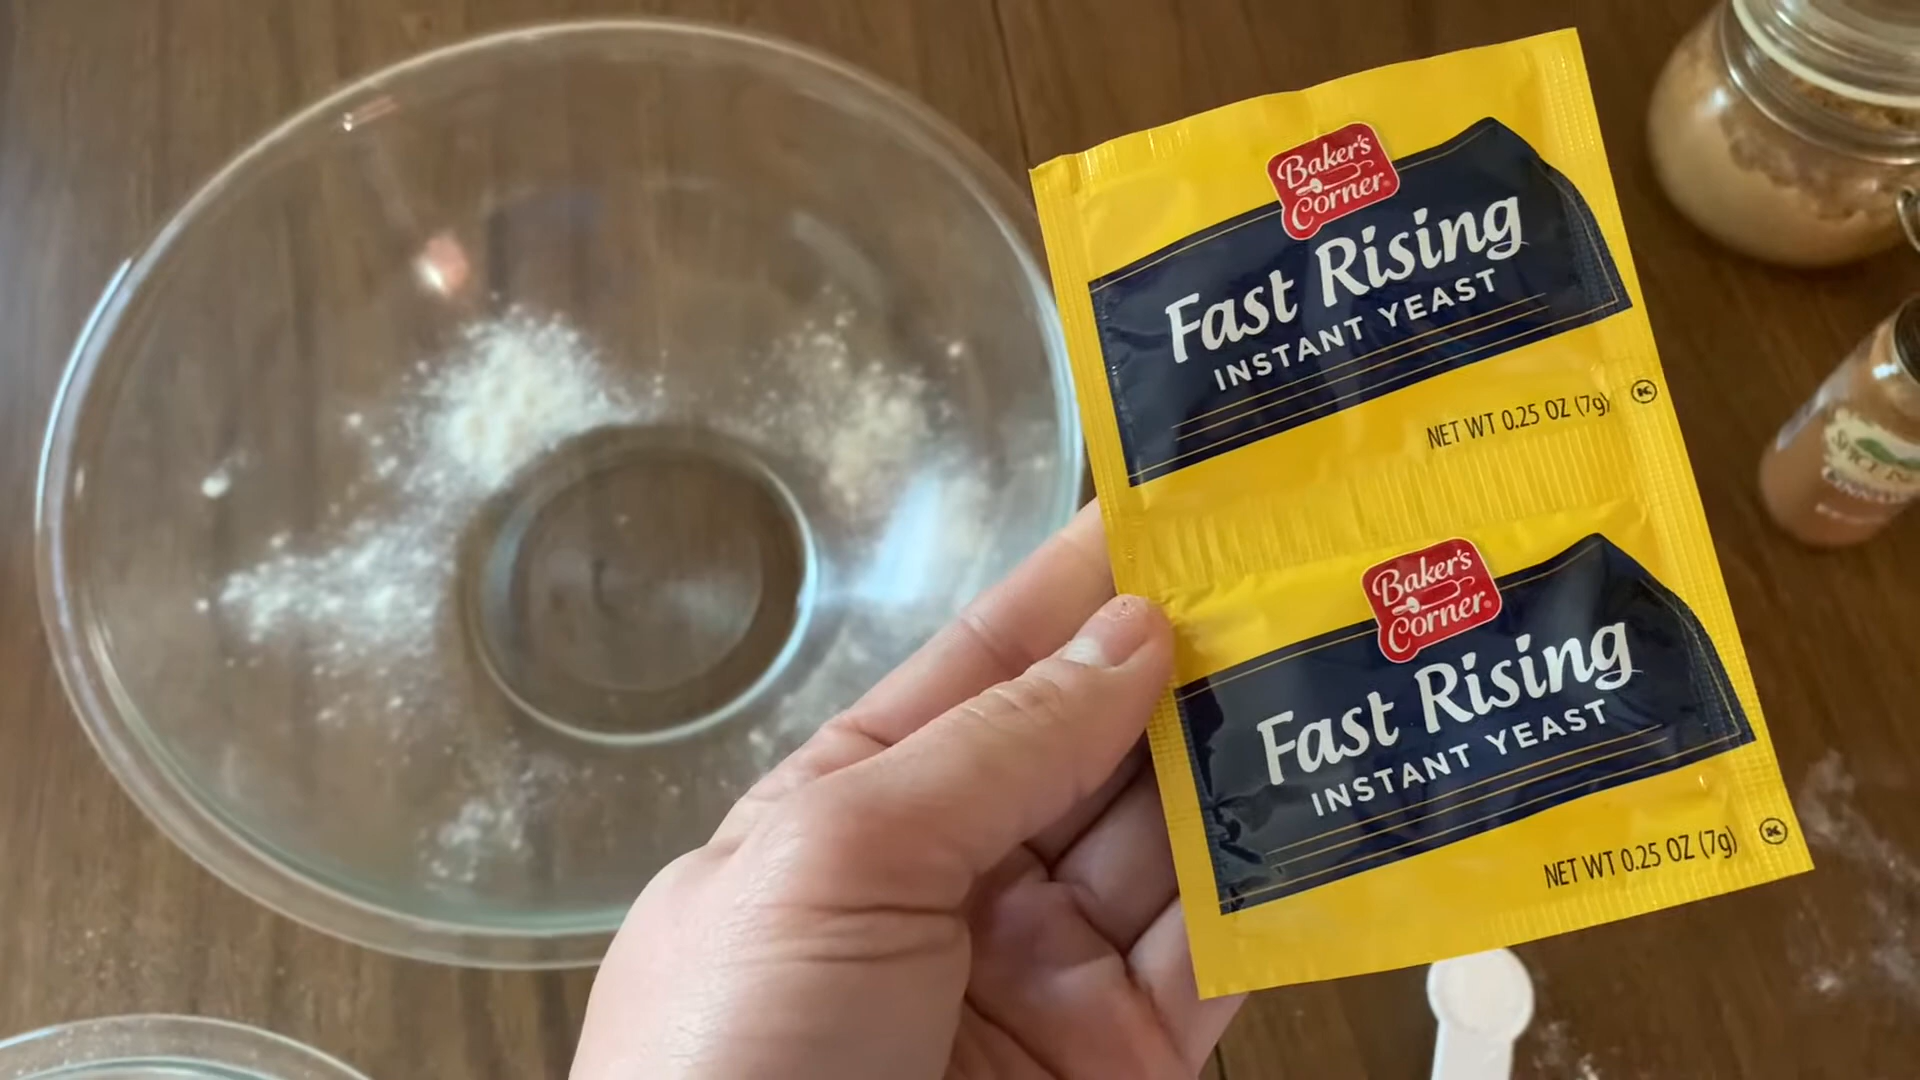 Baker's
Corner
Fast Rising
INSTANT YEAST
NET WT 0.25 OZ (7g)
K
Baker's
Corner
Fast Rising
INSTANT YEAST
NET WT 0.25 OZ (7g)
K